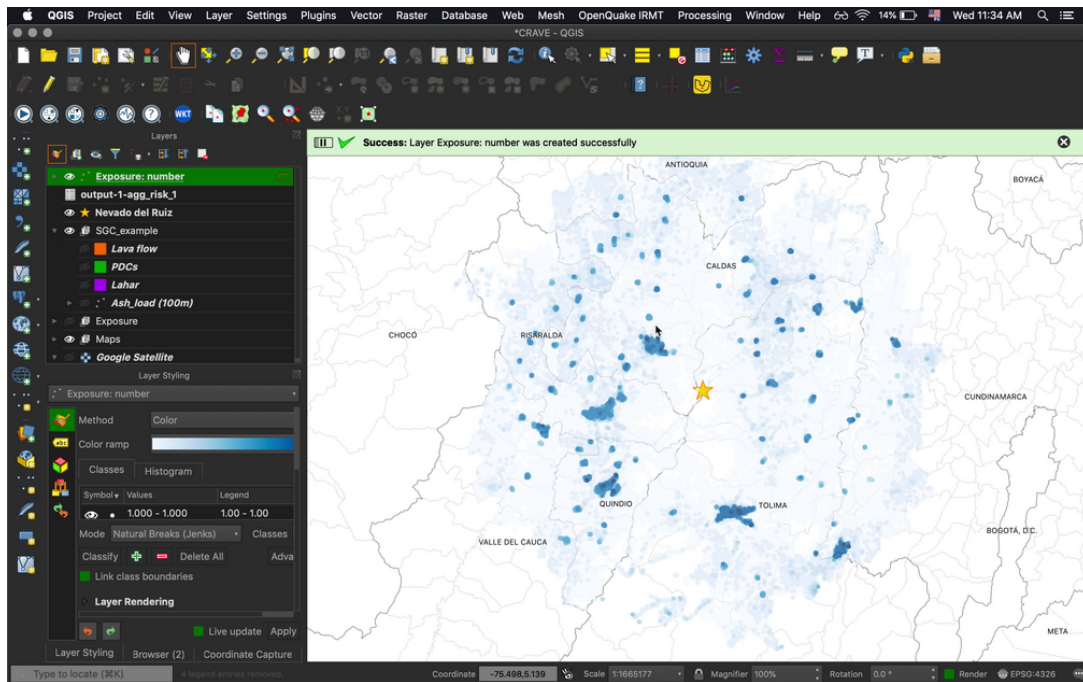 QGIS Project Edit View Layer Settings Plugins Vector Raster Database Web Mesh OpenQuake IRMT Processing Window Help 14% Wed 11:34 AM
*CRAVE - QGIS
WKT
Layers
Success: Layer Exposure: number was created successfully
Exposure: number
output-1-agg_risk_1
Nevado del Ruiz
SGC_example
Lava flow
PDCs
Lahar
Ash_load (100m)
Exposure
Maps
Google Satellite
Layer Styling
Exposure: number
Method Color
Color ramp
Classes Histogram
Symbol Values Legend
1.000 - 1.000 1.00 - 1.00
Mode Natural Breaks (Jenks) Classes
Classify Delete All Adva
Link class boundaries
Layer Rendering
Live update Apply
Layer Styling Browser (2) Coordinate Capture
ANTIOQUIA
BOYACÁ
CALDAS
CHOCÓ
RISARALDA
CUNDINAMARCA
QUINDIO
TOLIMA
VALLE DEL CAUCA
BOGOTÁ, D.C.
META
Type to locate (⌘K) 4 legend entries removed. Coordinate -75.498,5.139 Scale 1:1665177 Magnifier 100% Rotation 0.0 ° Render EPSG:4326